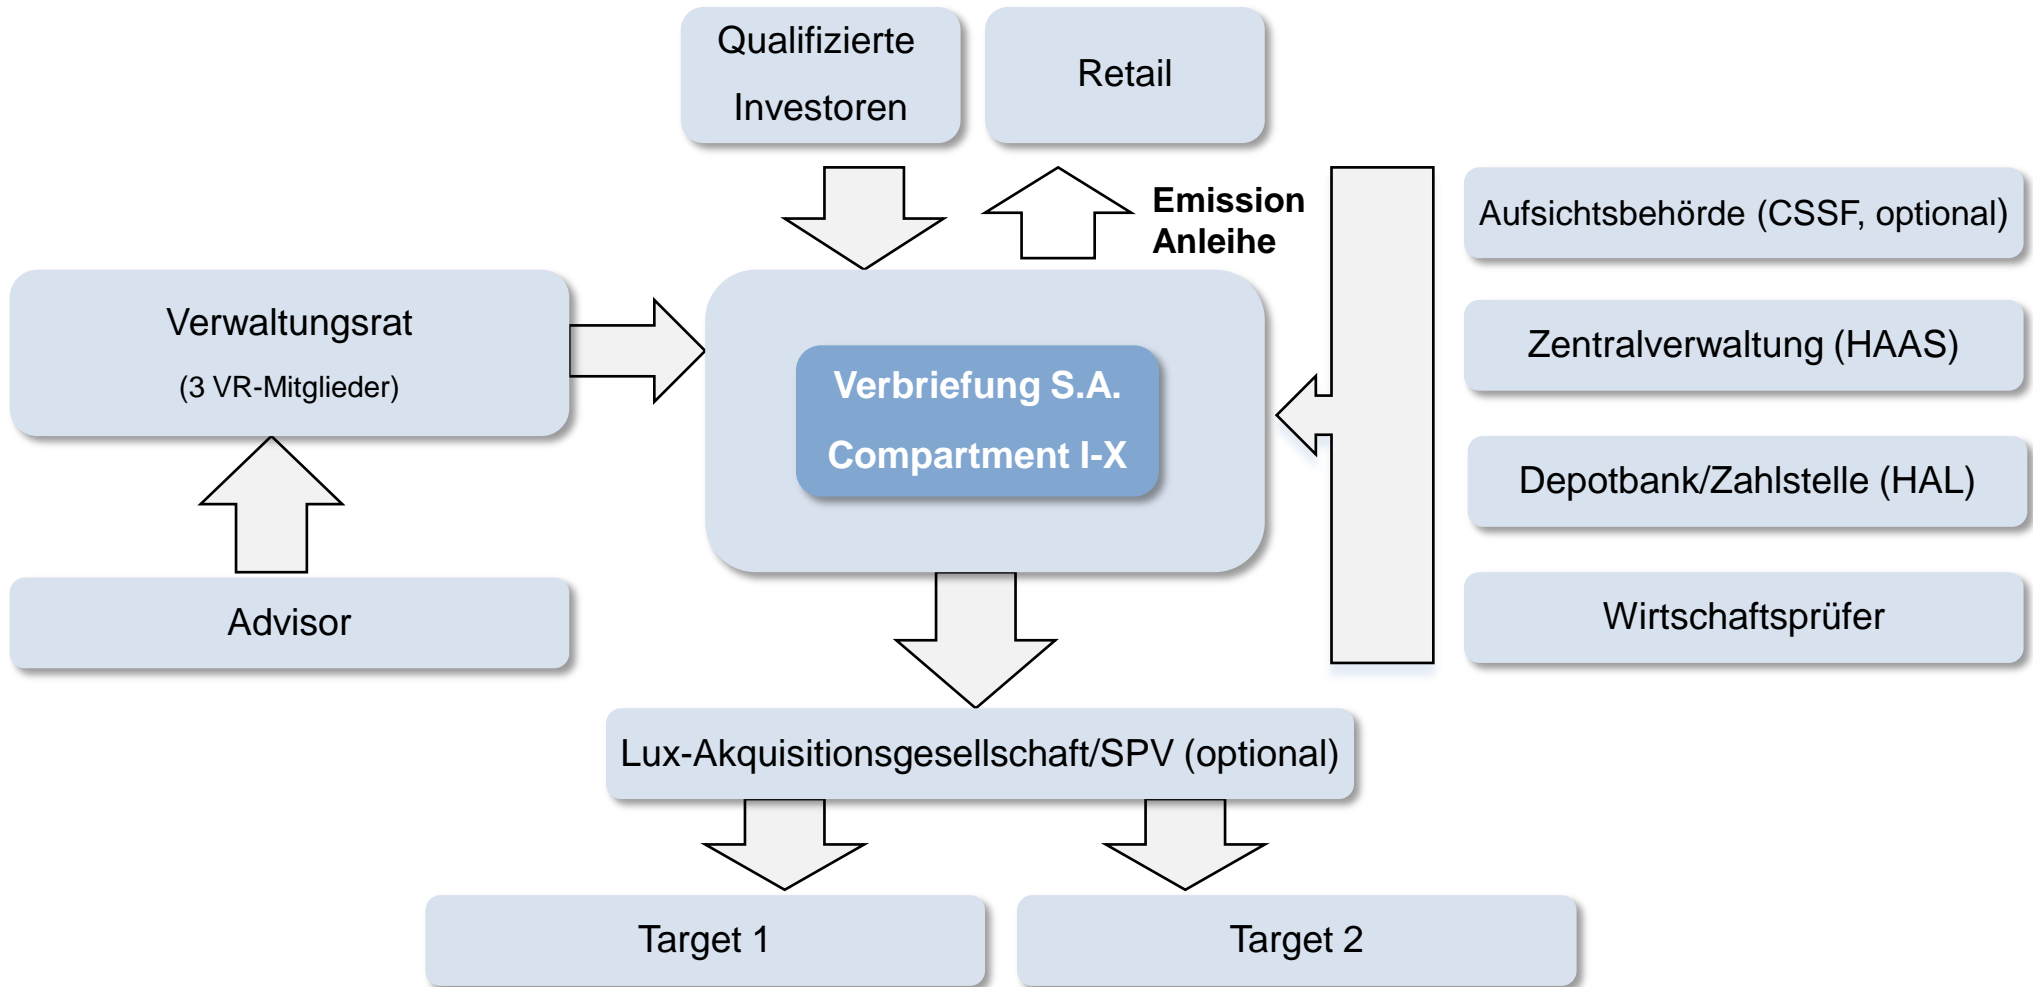 Qualifizierte
Investoren
Retail
Emission
Anleihe
Aufsichtsbehörde (CSSF, optional)
Verwaltungsrat
(3 VR-Mitglieder)
Zentralverwaltung (HAAS)
Verbriefung S.A.
Compartment I-X
Depotbank/Zahlstelle (HAL)
Advisor
Wirtschaftsprüfer
Lux-Akquisitionsgesellschaft/SPV (optional)
Target 1
Target 2